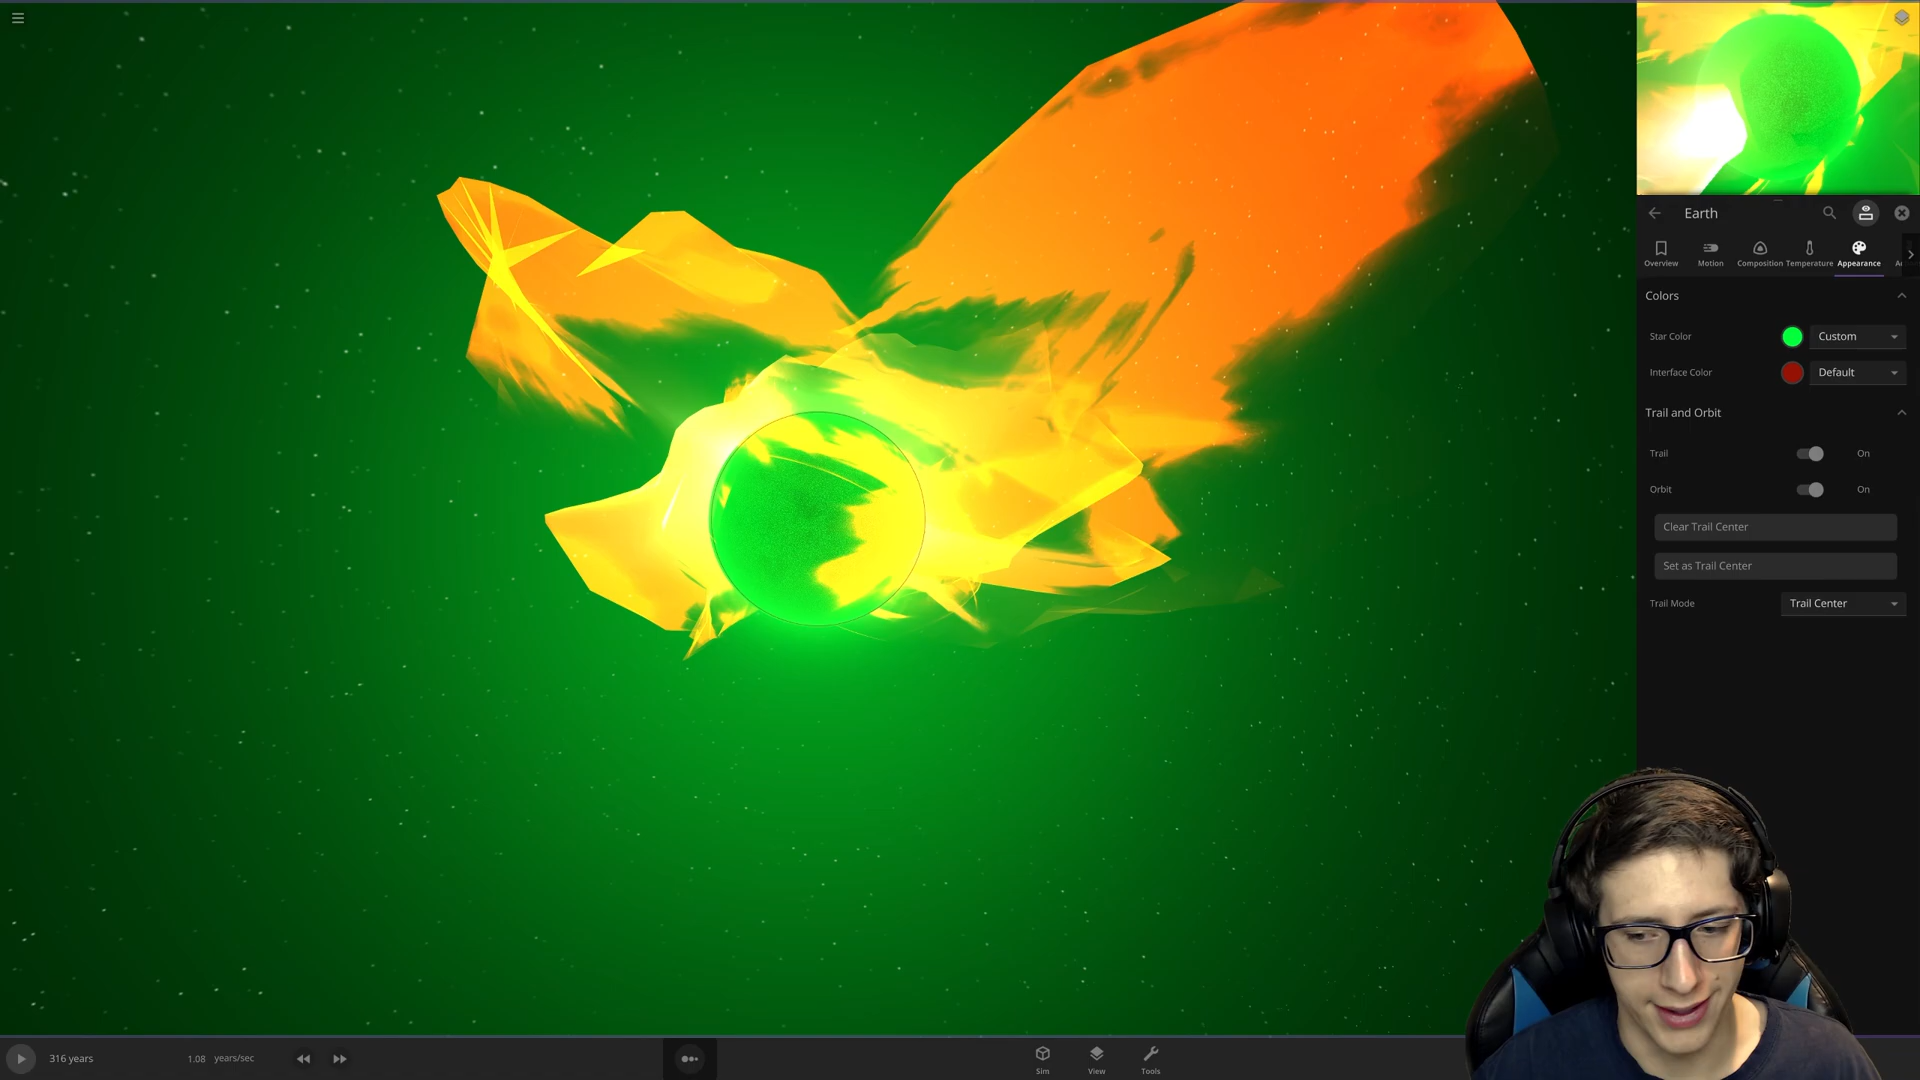 Earth
Overview
Motion
Composition
Temperature
Appearance
Colors
Star Color
Custom
Interface Color
Default
Trail and Orbit
Trail
On
Orbit
On
Clear Trail Center
Set as Trail Center
Trail Mode
Trail Center
316 years
1.08 years/sec
Sim
View
Tools